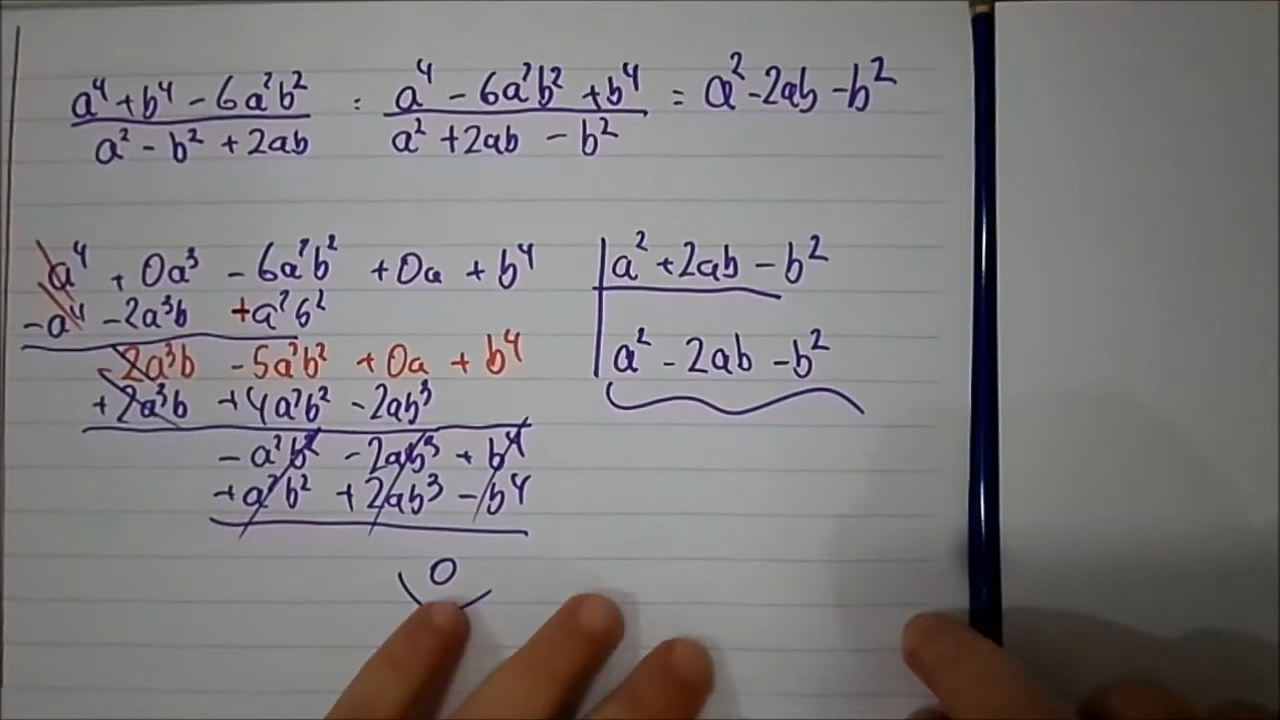 a⁴ + b⁴ - 6a²b² / a² - b² + 2ab = a⁴ - 6a²b² + b⁴ / a² + 2ab - b² = a² - 2ab - b²
a⁴ + 0a³ - 6a²b² + 0a + b⁴ | a² + 2ab - b²
-a⁴ - 2a³b + a²b²
-2a³b - 5a²b² + 0a + b⁴ | a² - 2ab - b²
+2a³b + 4a²b² - 2ab³
-a²b² - 2ab³ + b⁴
+a²b² + 2ab³ - b⁴
0